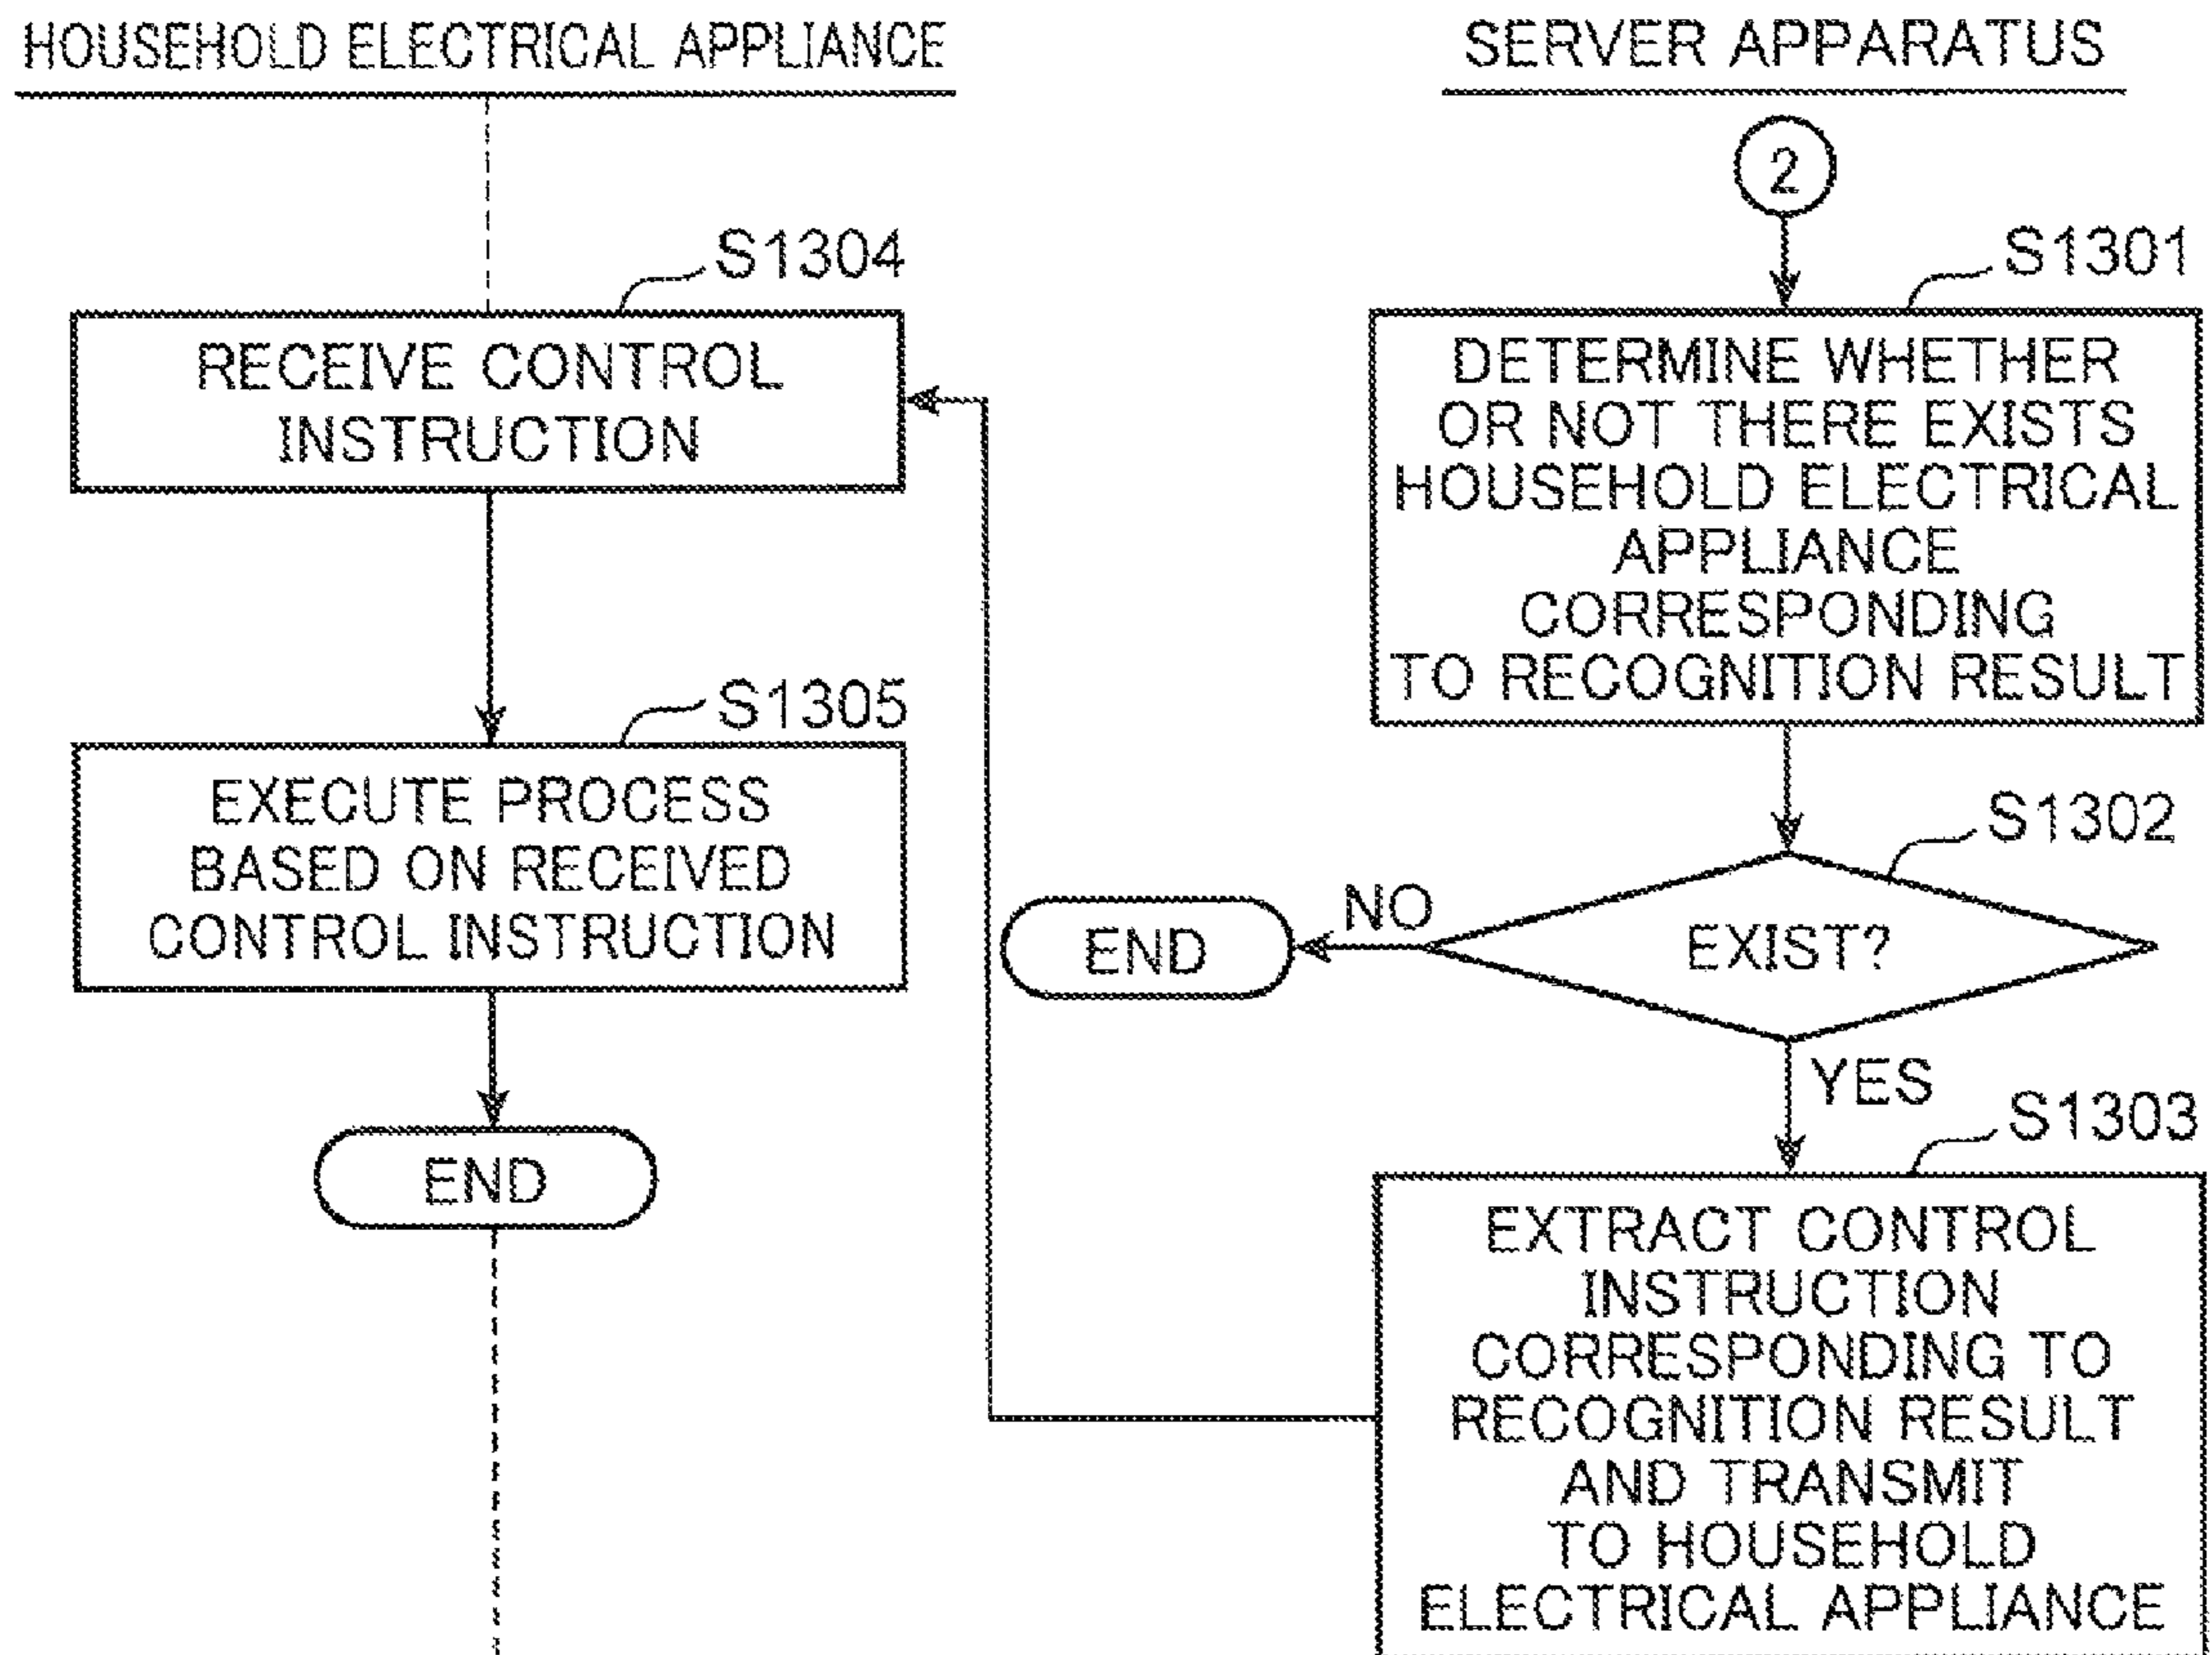 HOUSEHOLD ELECTRICAL APPLIANCE
S1304
RECEIVE CONTROL
INSTRUCTION
S1305
EXECUTE PROCESS
BASED ON RECEIVED
CONTROL INSTRUCTION
END
SERVER APPARATUS
2
S1301
DETERMINE WHETHER
OR NOT THERE EXISTS
HOUSEHOLD ELECTRICAL
APPLIANCE
CORRESPONDING
TO RECOGNITION RESULT
S1302
EXIST?
NO
END
YES
S1303
EXTRACT CONTROL
INSTRUCTION
CORRESPONDING TO
RECOGNITION RESULT
AND TRANSMIT
TO HOUSEHOLD
ELECTRICAL APPLIANCE